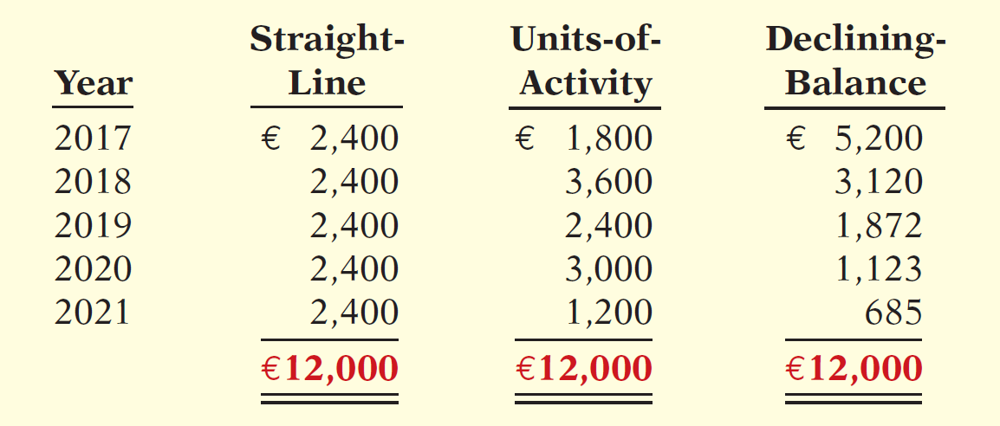 Straight- Units-of- Declining-
Year Line Activity Balance
2017 € 2,400 € 1,800 € 5,200
2018 2,400 3,600 3,120
2019 2,400 2,400 1,872
2020 2,400 3,000 1,123
2021 2,400 1,200 685
€12,000 €12,000 €12,000